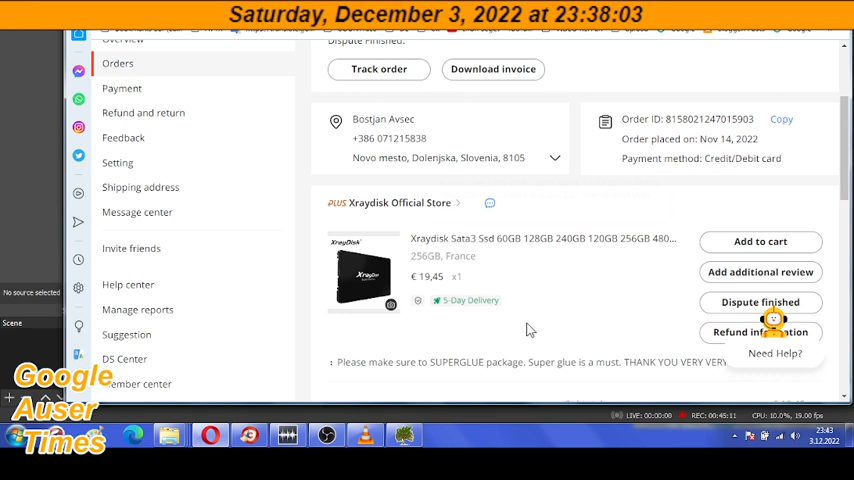 Saturday, December 3, 2022 at 23:38:03
Overview
Dispute Finished.
Orders
Track order
Download invoice
Payment
Refund and return
Feedback
Setting
Shipping address
Message center
Invite friends
Help center
Manage reports
Suggestion
DS Center
Member center
Bostjan Avsec
+386 071215838
Novo mesto, Dolenjska, Slovenia, 8105
Order ID: 8158021247015903 Copy
Order placed on: Nov 14, 2022
Payment method: Credit/Debit card
PLUS Xraydisk Official Store
XrayDisk
XrayDisk
Xraydisk Sata3 Ssd 60GB 128GB 240GB 120GB 256GB 480...
256GB, France
€ 19,45 x1
5-Day Delivery
Add to cart
Add additional review
Dispute finished
Refund information
Need Help?
: Please make sure to SUPERGLUE package. Super glue is a must. THANK YOU VERY VERY
No source selected
Scene
Google
Auser
Times
LIVE: 00:00:00
REC: 00:45:11
CPU: 10.0%, 19.00 fps
23:43
3.12.2022